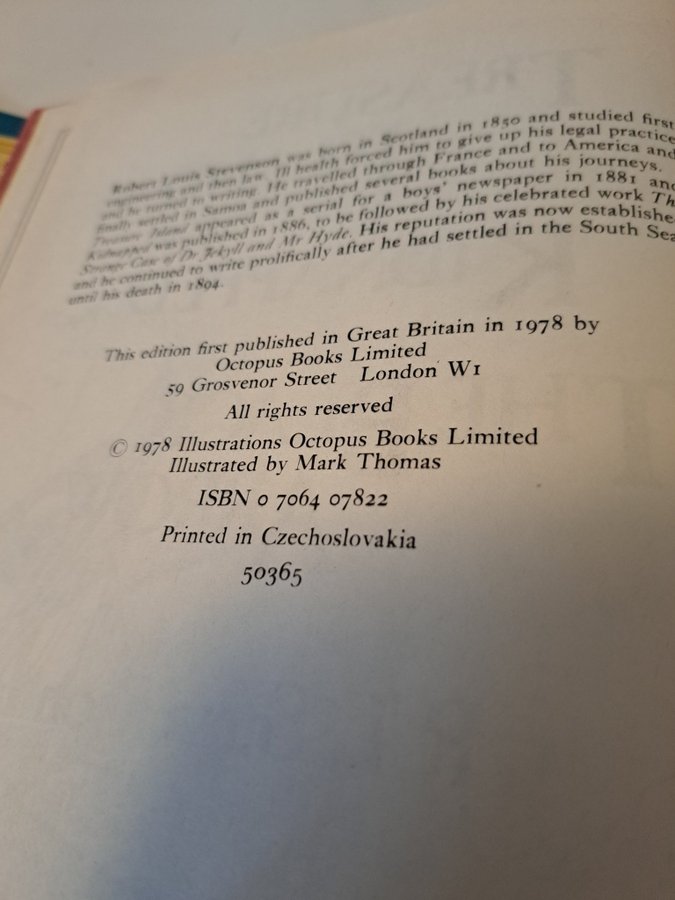 Robert Louis Stevenson was born in Scotland in 1850 and studied first
engineering and then law. Ill health forced him to give up his legal practice
and he turned to writing. He travelled through France and to America and
finally settled in Samoa and published several books about his journeys.
Treasure Island appeared as a serial for a boys' newspaper in 1881 and
Kidnapped was published in 1886, to be followed by his celebrated work Th
Strange Case of Dr Jekyll and Mr Hyde. His reputation was now establishe
and he continued to write prolifically after he had settled in the South Sea
until his death in 1894.
This edition first published in Great Britain in 1978 by
Octopus Books Limited
59 Grosvenor Street London W1
All rights reserved
© 1978 Illustrations Octopus Books Limited
Illustrated by Mark Thomas
ISBN 0 7064 07822
Printed in Czechoslovakia
50365